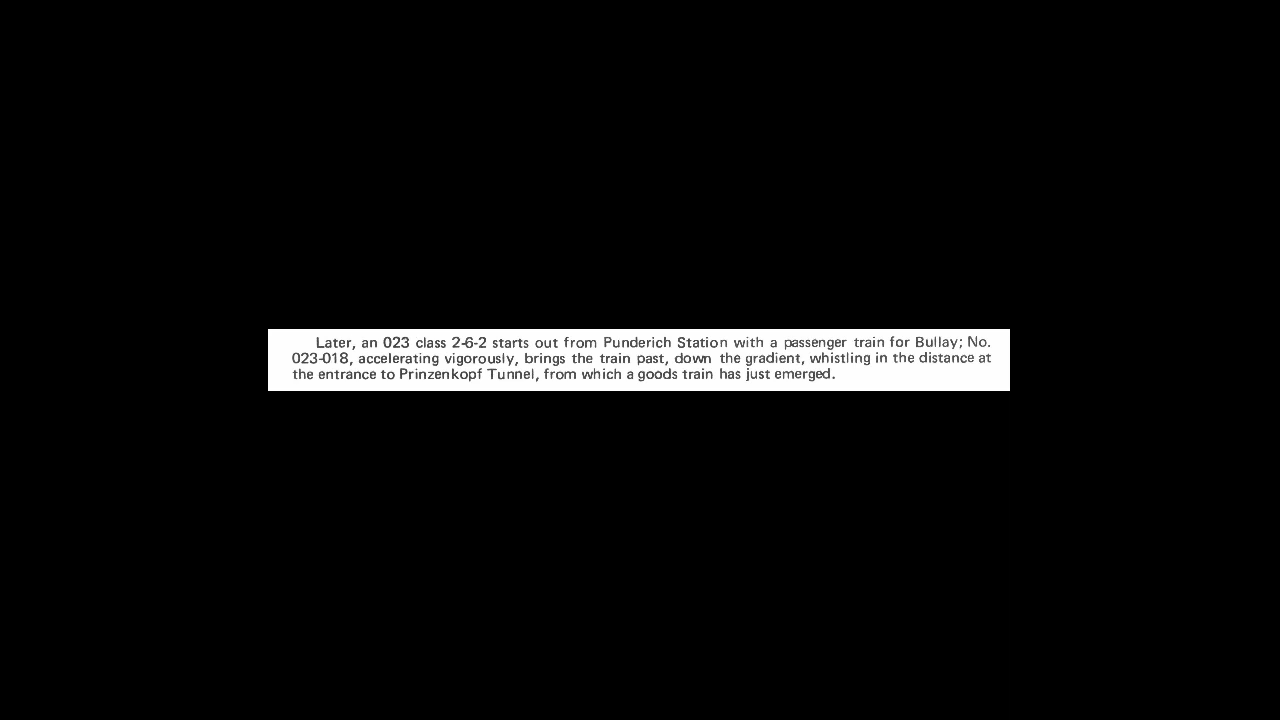 Later, an 023 class 2-6-2 starts out from Punderich Station with a passenger train for Bullay; No.
023-018, accelerating vigorously, brings the train past, down the gradient, whistling in the distance at
the entrance to Prinzenkopf Tunnel, from which a goods train has just emerged.